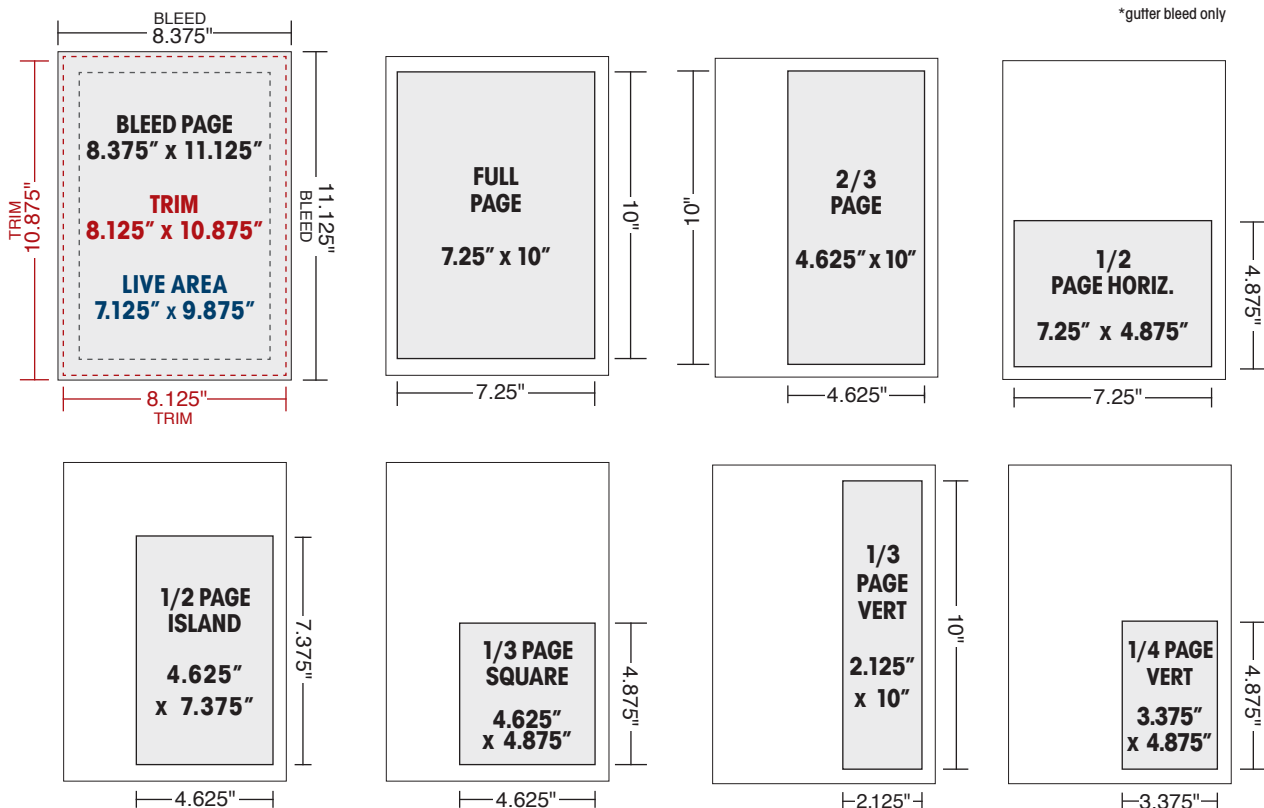 *gutter bleed only
BLEED
8.375"
BLEED PAGE
8.375” x 11.125”
TRIM
8.125” x 10.875”
LIVE AREA
7.125” x 9.875”
TRIM
10.875"
11.125"
BLEED
8.125"
TRIM
FULL
PAGE
7.25” x 10”
10"
7.25"
10"
2/3
PAGE
4.625” x 10”
4.625"
1/2
PAGE HORIZ.
7.25” x 4.875”
4.875"
7.25"
1/2 PAGE
ISLAND
4.625”
x 7.375”
7.375"
4.625"
1/3 PAGE
SQUARE
4.625”
x 4.875”
4.875"
4.625"
1/3
PAGE
VERT
2.125”
x 10”
10"
2.125"
1/4 PAGE
VERT
3.375”
x 4.875”
4.875"
3.375"